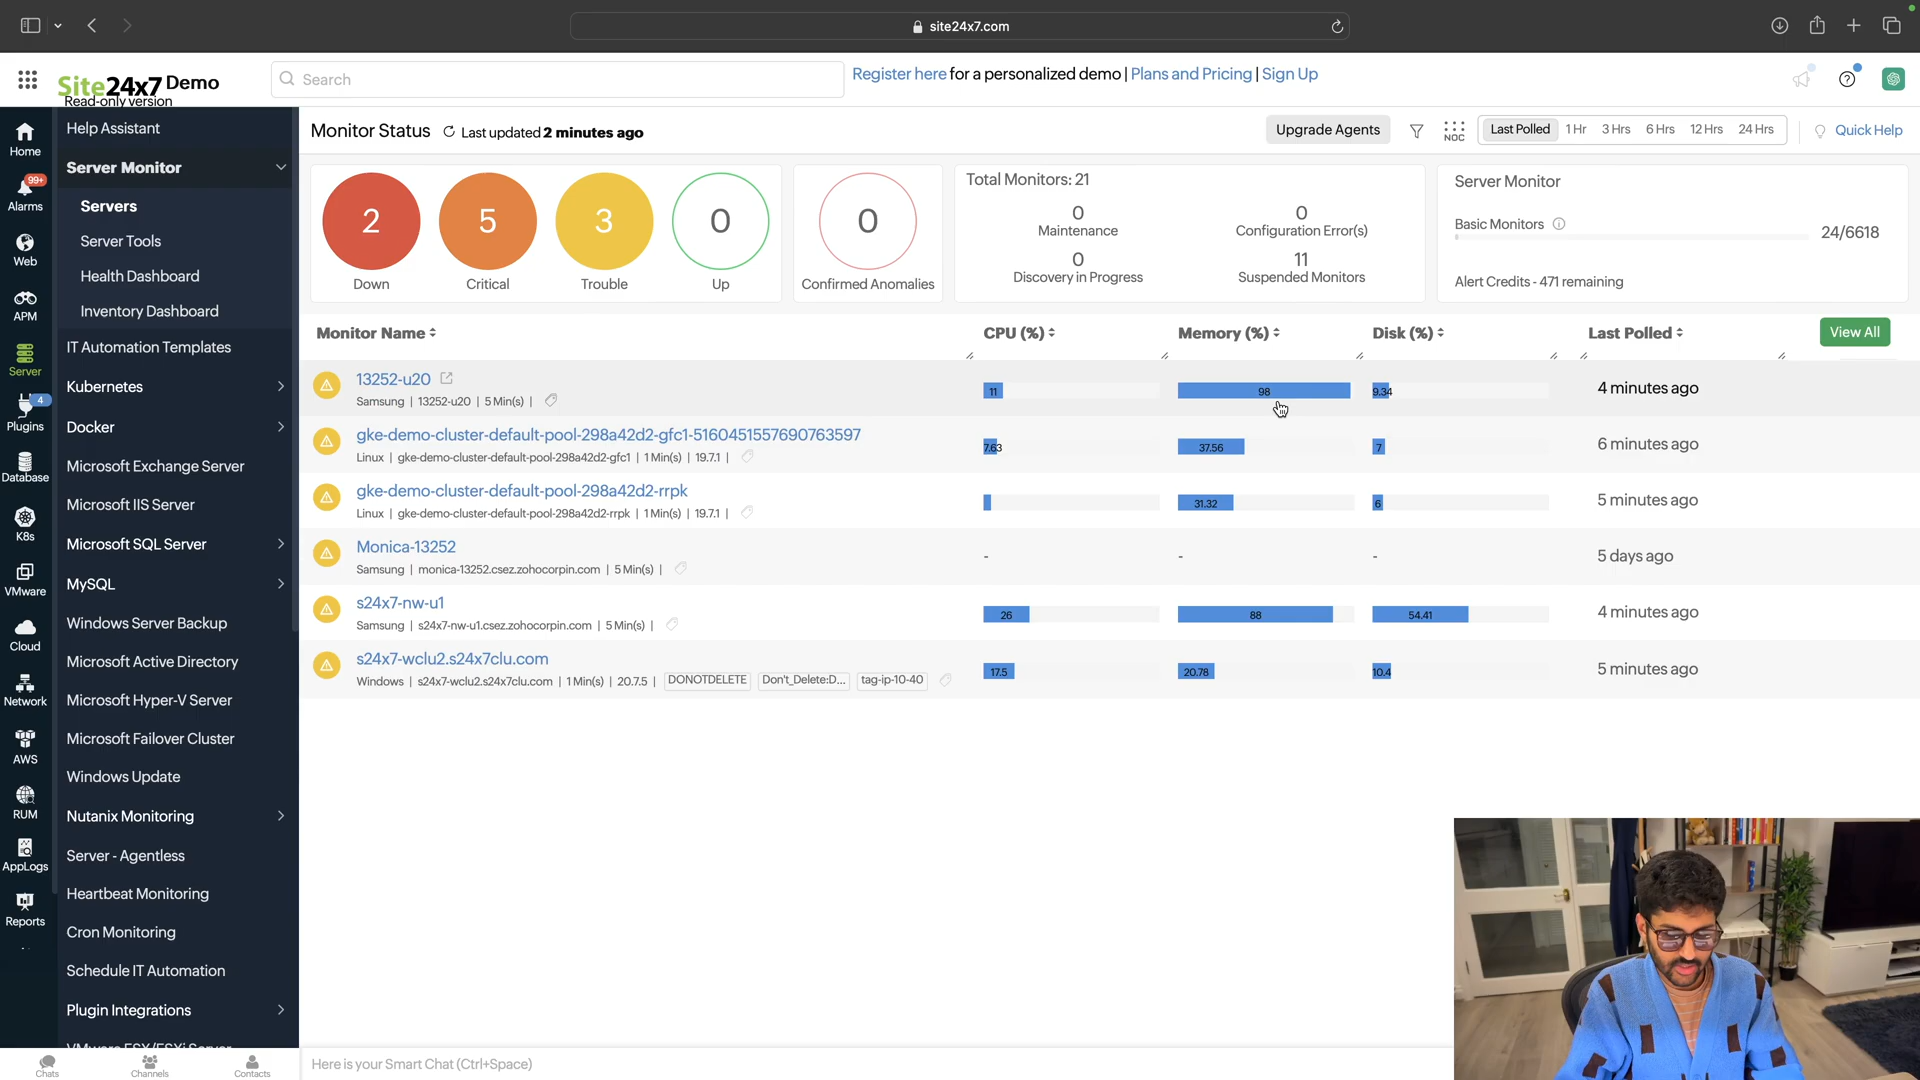 site24x7.com
Site24x7 Demo
Read-only version
Search
Register here for a personalized demo | Plans and Pricing | Sign Up
Home
99+
Alarms
Web
APM
Server
4
Plugins
Database
K8s
VMware
Cloud
Network
AWS
RUM
AppLogs
Reports
Help Assistant
Server Monitor
Servers
Server Tools
Health Dashboard
Inventory Dashboard
IT Automation Templates
Kubernetes
Docker
Microsoft Exchange Server
Microsoft IIS Server
Microsoft SQL Server
MySQL
Windows Server Backup
Microsoft Active Directory
Microsoft Hyper-V Server
Microsoft Failover Cluster
Windows Update
Nutanix Monitoring
Server - Agentless
Heartbeat Monitoring
Cron Monitoring
Schedule IT Automation
Plugin Integrations
VMware ESX/ESXi Server
Chats
Channels
Contacts
Monitor Status Last updated 2 minutes ago
Upgrade Agents
NOC
Last Polled 1 Hr 3 Hrs 6 Hrs 12 Hrs 24 Hrs
Quick Help
2
Down
5
Critical
3
Trouble
0
Up
0
Confirmed Anomalies
Total Monitors: 21
0
Maintenance
0
Configuration Error(s)
0
Discovery in Progress
11
Suspended Monitors
Server Monitor
Basic Monitors
24/6618
Alert Credits - 471 remaining
Monitor Name CPU (%) Memory (%) Disk (%) Last Polled View All
13252-u20
Samsung | 13252-u20 | 5 Min(s) |
11 98 9.34 4 minutes ago
gke-demo-cluster-default-pool-298a42d2-gfc1-5160451557690763597
Linux | gke-demo-cluster-default-pool-298a42d2-gfc1 | 1 Min(s) | 19.7.1 |
7.63 37.56 7 6 minutes ago
gke-demo-cluster-default-pool-298a42d2-rrpk
Linux | gke-demo-cluster-default-pool-298a42d2-rrpk | 1 Min(s) | 19.7.1 |
31.32 6 5 minutes ago
Monica-13252
Samsung | monica-13252.csez.zohocorpin.com | 5 Min(s) |
- - - 5 days ago
s24x7-nw-u1
Samsung | s24x7-nw-u1.csez.zohocorpin.com | 5 Min(s) |
26 88 54.41 4 minutes ago
s24x7-wclu2.s24x7clu.com
Windows | s24x7-wclu2.s24x7clu.com | 1 Min(s) | 20.7.5 | DONOTDELETE Don't_Delete:D... tag-ip-10-40
17.5 20.78 10.4 5 minutes ago
Here is your Smart Chat (Ctrl+Space)